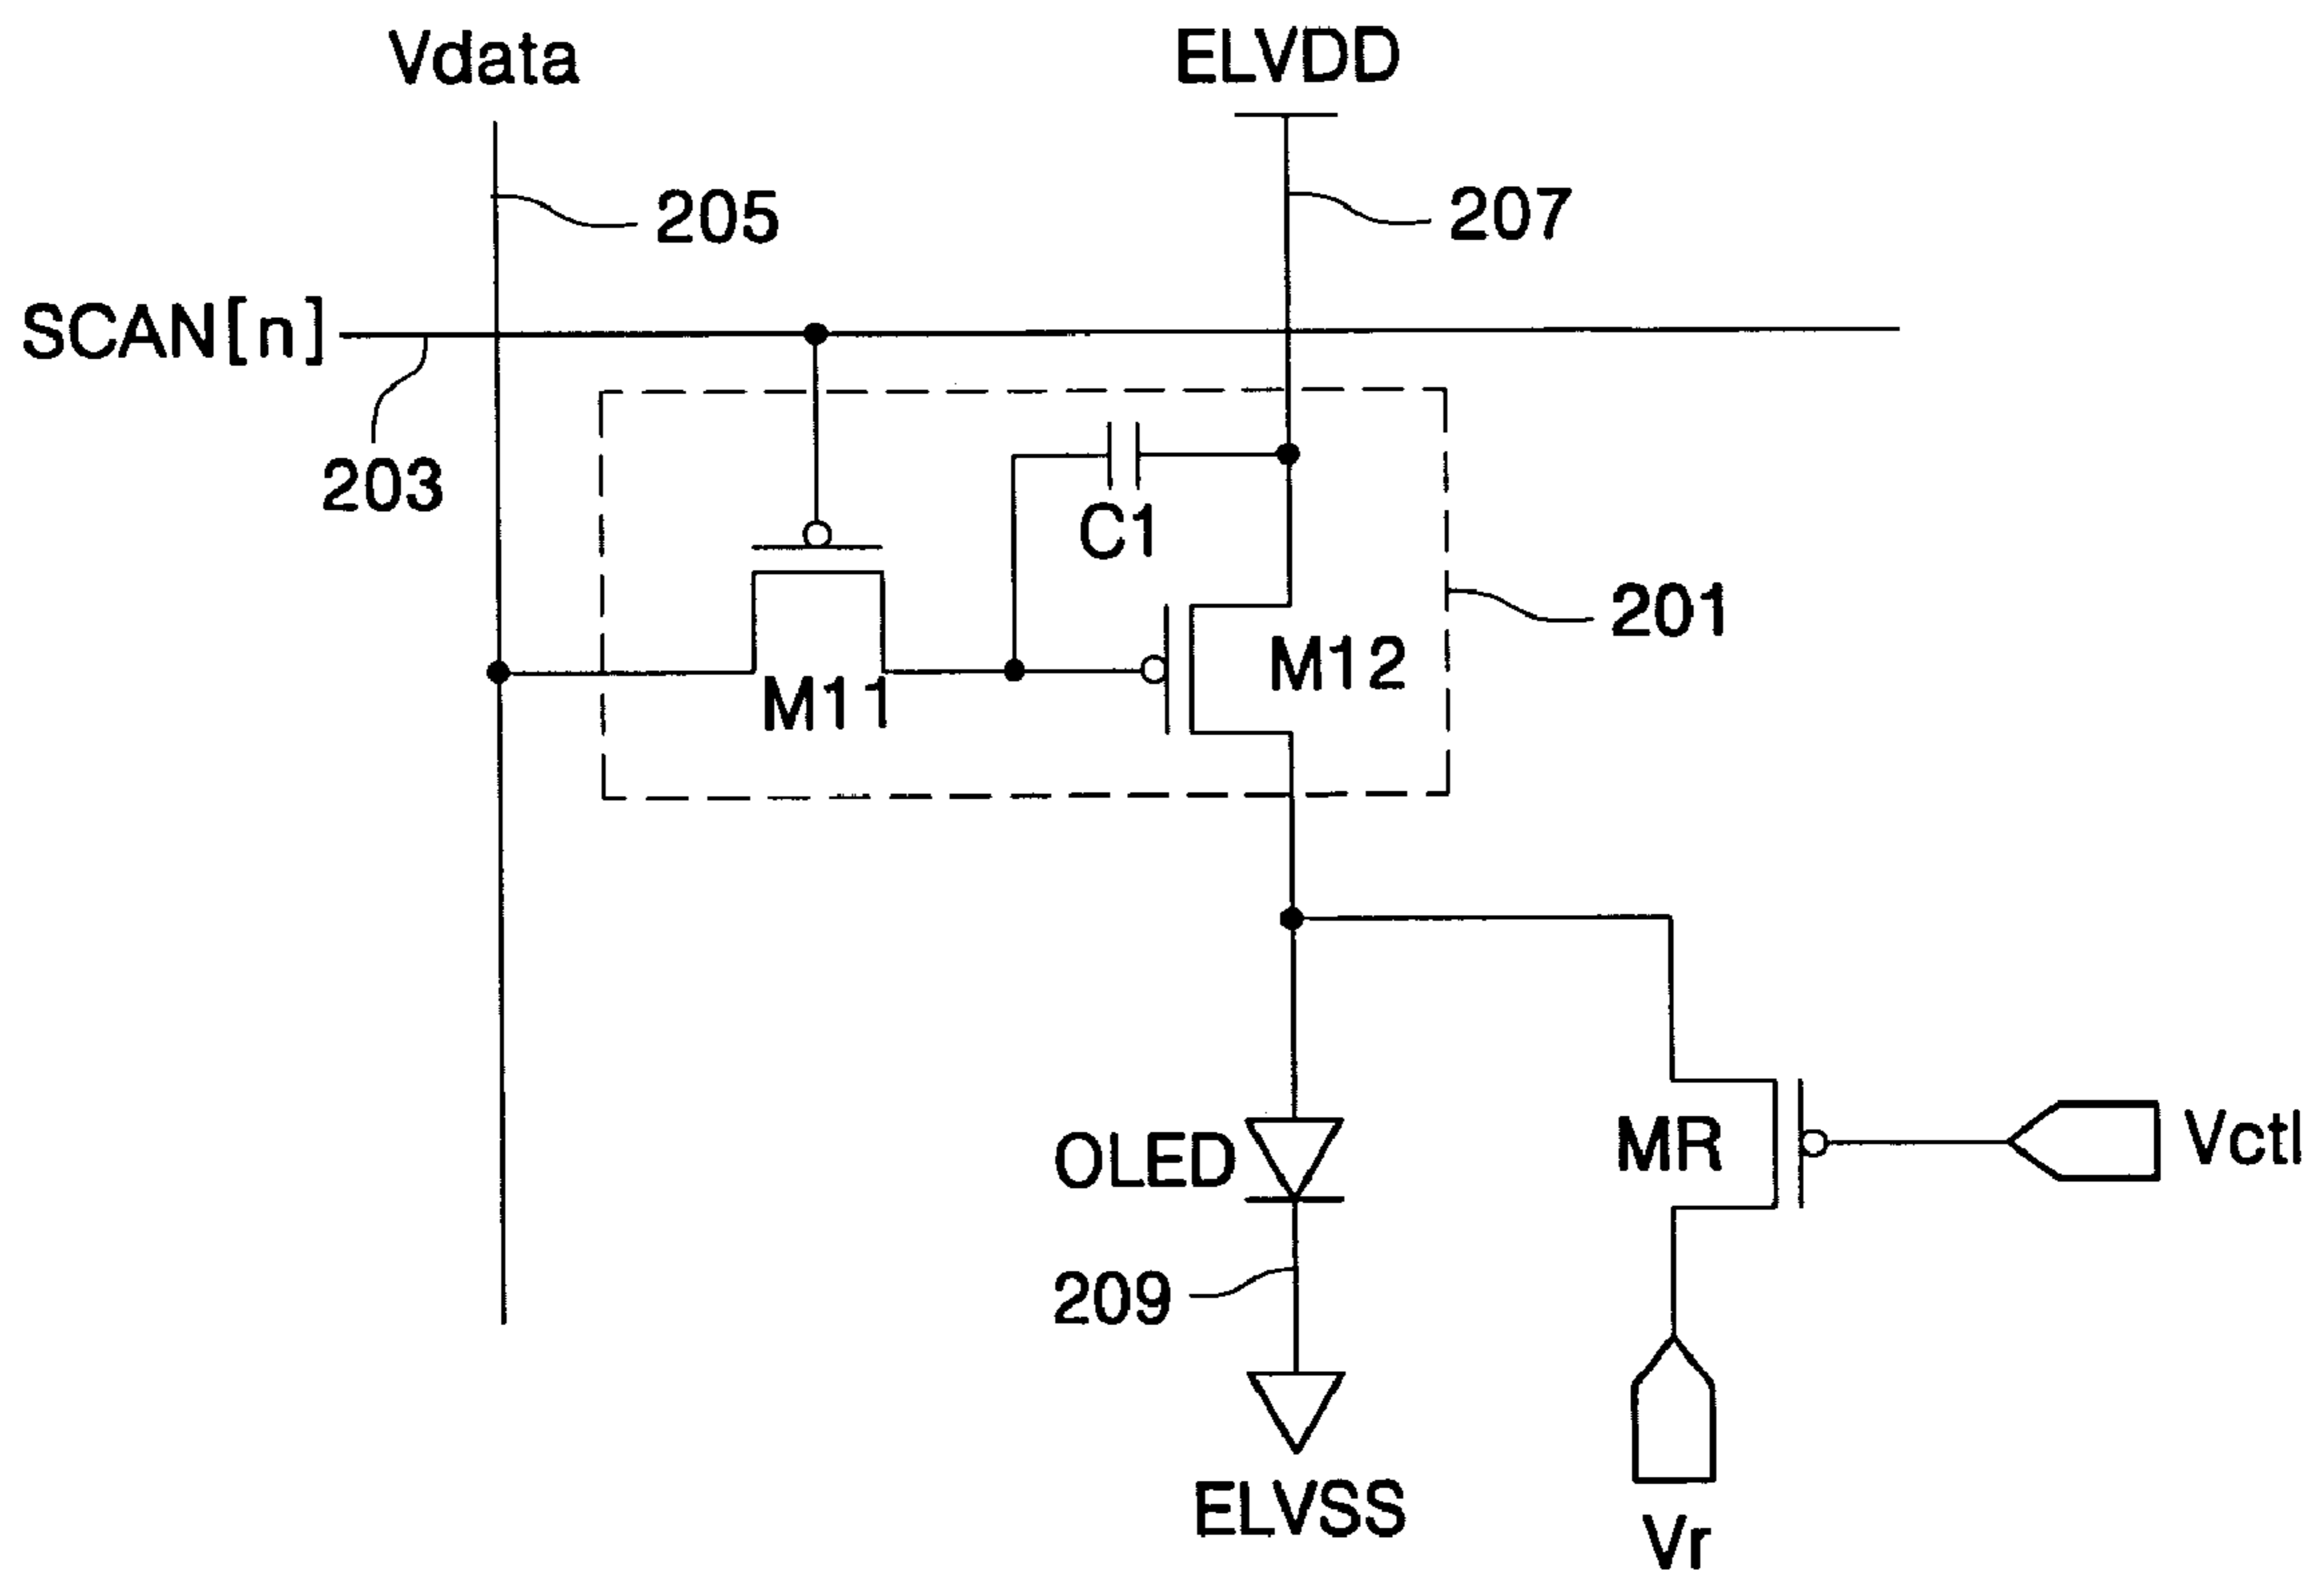 Vdata
ELVDD
205
207
SCAN[n]
203
C1
201
M12
M11
OLED
MR
Vctl
209
ELVSS
Vr